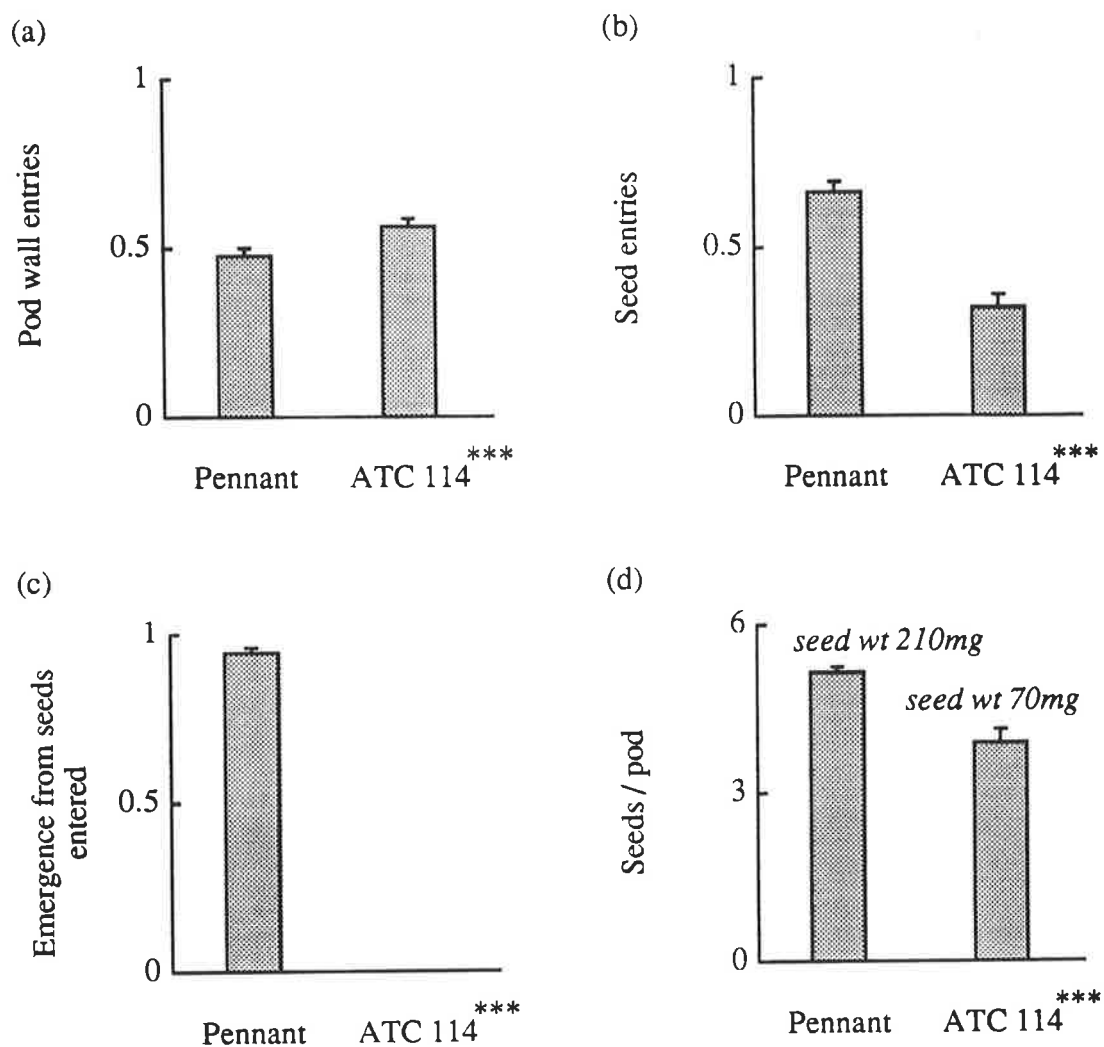 (a)
1
0.5
0
Pod wall entries
Pennant
ATC 114***
(b)
1
0.5
0
Seed entries
Pennant
ATC 114***
(c)
1
0.5
0
Emergence from seeds
entered
Pennant
ATC 114***
(d)
6
3
0
Seeds / pod
seed wt 210mg
seed wt 70mg
Pennant
ATC 114***